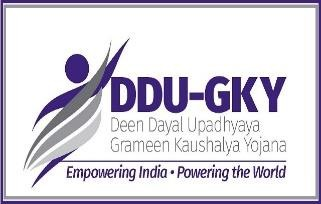 DDU-GKY
Deen Dayal Upadhyaya
Grameen Kaushalya Yojana
Empowering India • Powering the World